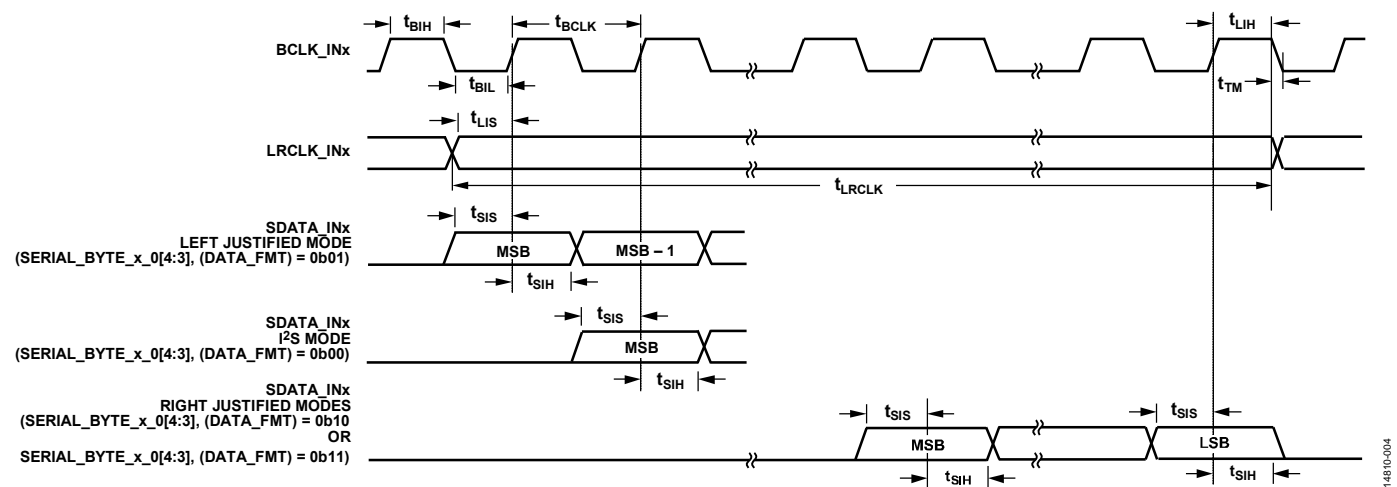 tBIH
tBCLK
tLIH
BCLK_INx
tBIL
tTM
tLIS
LRCLK_INx
tLRCLK
tSIS
SDATA_INx
LEFT JUSTIFIED MODE
(SERIAL_BYTE_x_0[4:3], (DATA_FMT) = 0b01)
MSB
MSB – 1
tSIH
tSIS
SDATA_INx
I2S MODE
(SERIAL_BYTE_x_0[4:3], (DATA_FMT) = 0b00)
MSB
tSIH
SDATA_INx
RIGHT JUSTIFIED MODES
(SERIAL_BYTE_x_0[4:3], (DATA_FMT) = 0b10
OR
SERIAL_BYTE_x_0[4:3], (DATA_FMT) = 0b11)
tSIS
tSIS
MSB
LSB
tSIH
tSIH
14810-004